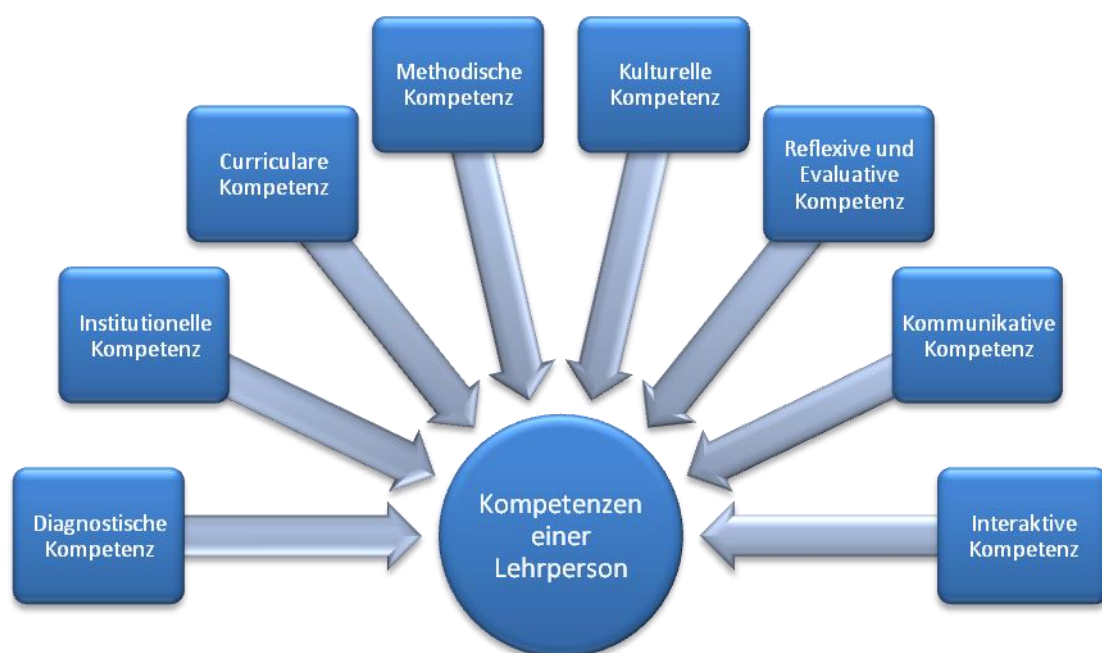 Methodische
Kompetenz
Kulturelle
Kompetenz
Curriculare
Kompetenz
Reflexive und
Evaluative
Kompetenz
Institutionelle
Kompetenz
Kommunikative
Kompetenz
Diagnostische
Kompetenz
Kompetenzen
einer
Lehrperson
Interaktive
Kompetenz